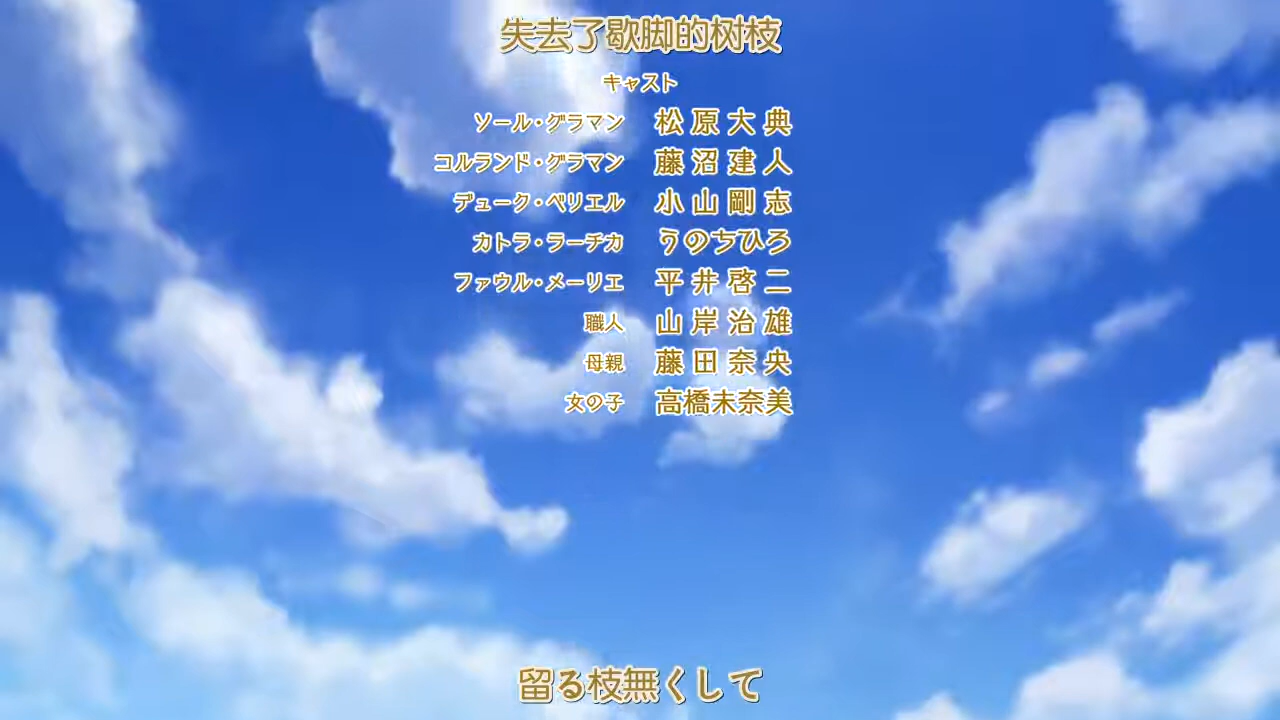 失去了歇脚的树枝
キャスト
ソール・グラマン 松原大典
コルランド・グラマン 藤沼建人
デューク・ベリエル 小山剛志
カトラ・ラーチカ うのちひろ
ファウル・メーリエ 平井啓二
職人 山岸治雄
母親 藤田奈央
女の子 高橋未奈美
留る枝無くして